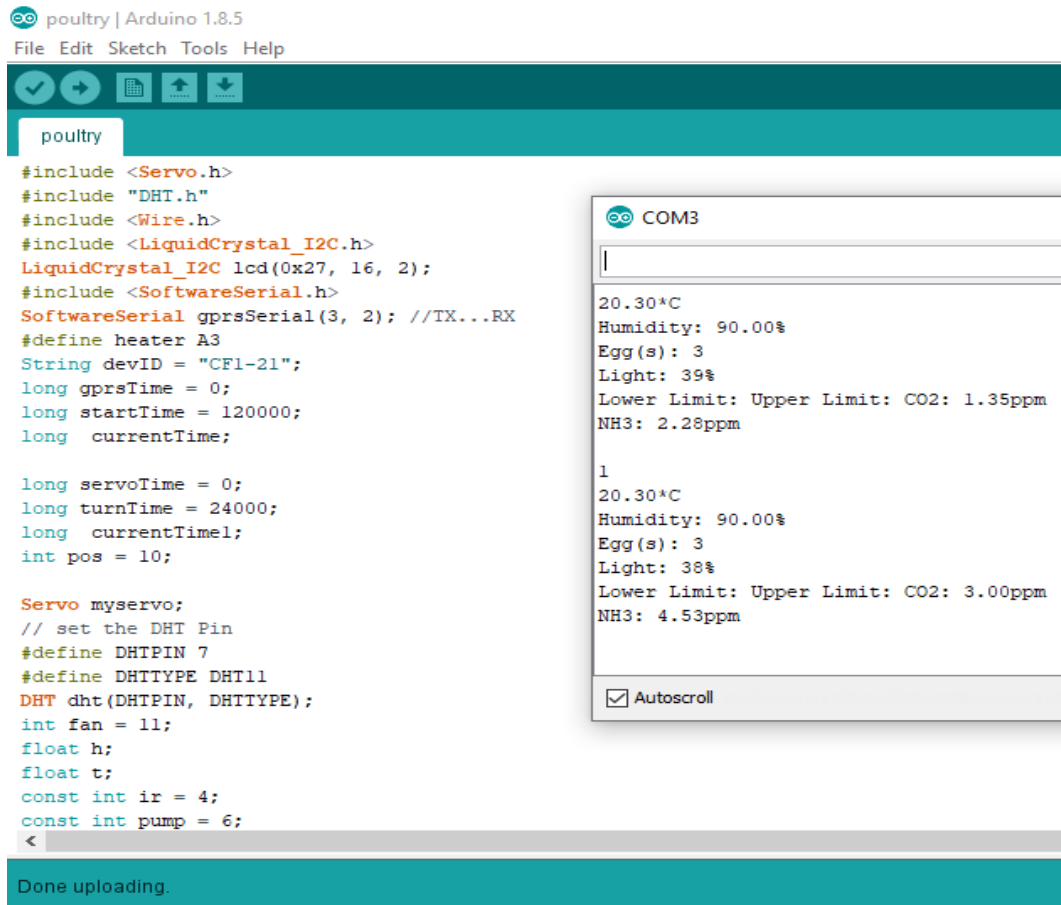 poultry | Arduino 1.8.5
File Edit Sketch Tools Help
poultry
#include <Servo.h>
#include "DHT.h"
#include <Wire.h>
#include <LiquidCrystal_I2C.h>
LiquidCrystal_I2C lcd(0x27, 16, 2);
#include <SoftwareSerial.h>
SoftwareSerial gprsSerial(3, 2); //TX...RX
#define heater A3
String devID = "CF1-21";
long gprsTime = 0;
long startTime = 120000;
long  currentTime;
long servoTime = 0;
long turnTime = 24000;
long  currentTime1;
int pos = 10;
Servo myservo;
// set the DHT Pin
#define DHTPIN 7
#define DHTTYPE DHT11
DHT dht(DHTPIN, DHTTYPE);
int fan = 11;
float h;
float t;
const int ir = 4;
const int pump = 6;
Done uploading.
COM3
20.30*C
Humidity: 90.00%
Egg(s): 3
Light: 39%
Lower Limit: Upper Limit: CO2: 1.35ppm
NH3: 2.28ppm
1
20.30*C
Humidity: 90.00%
Egg(s): 3
Light: 38%
Lower Limit: Upper Limit: CO2: 3.00ppm
NH3: 4.53ppm
Autoscroll